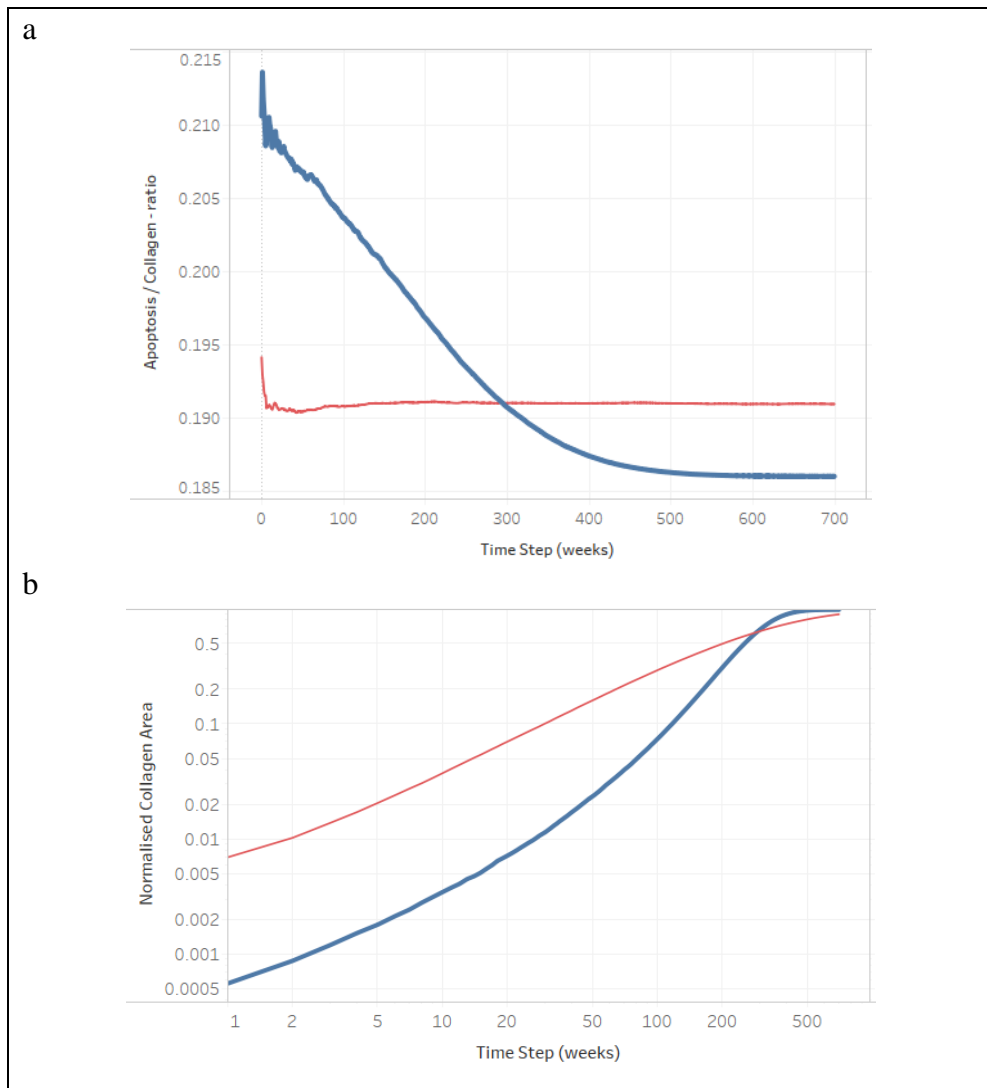 a
0.215
0.210
0.205
0.200
0.195
0.190
0.185
Apoptosis / Collagen - ratio
0 100 200 300 400 500 600 700
Time Step (weeks)
b
0.5
0.2
0.1
0.05
0.02
0.01
0.005
0.002
0.001
0.0005
Normalised Collagen Area
1 2 5 10 20 50 100 200 500
Time Step (weeks)